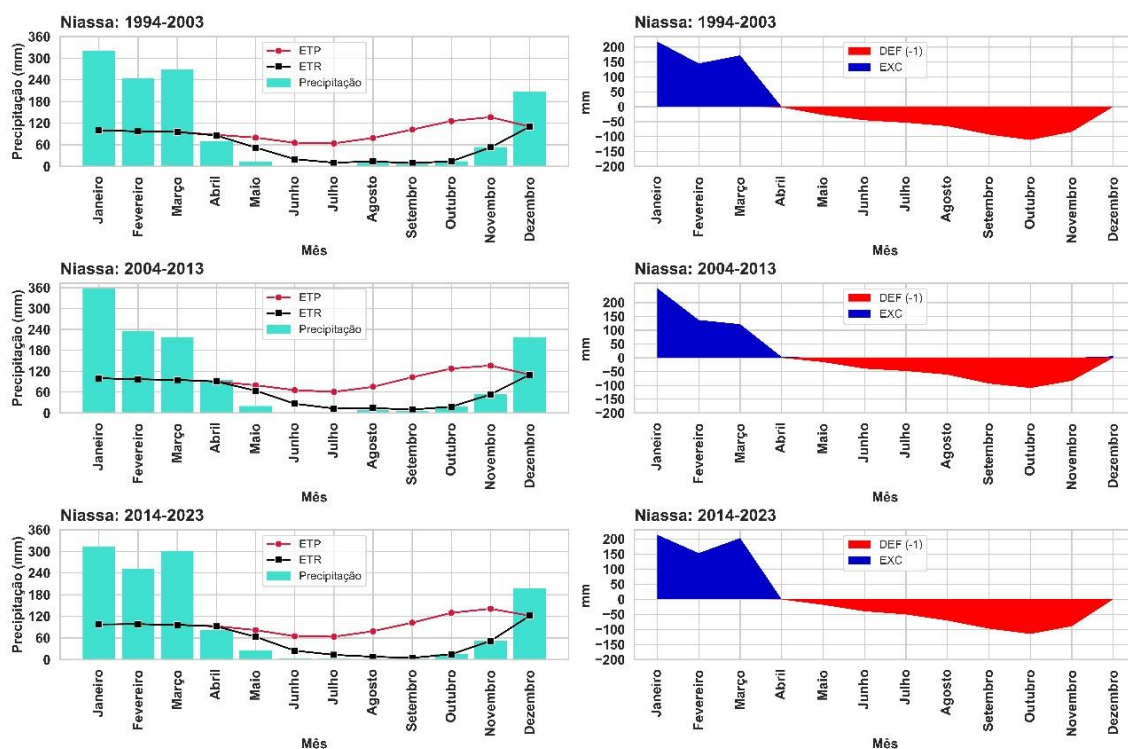 Niassa: 1994-2003
Precipitação (mm)
360
300
240
180
120
60
0
ETP
ETR
Precipitação
Janeiro
Fevereiro
Março
Abril
Maio
Junho
Julho
Agosto
Setembro
Outubro
Novembro
Dezembro
Mês
Niassa: 1994-2003
mm
200
150
100
50
0
−50
−100
−150
−200
DEF (-1)
EXC
Janeiro
Fevereiro
Março
Abril
Maio
Junho
Julho
Agosto
Setembro
Outubro
Novembro
Dezembro
Mês
Niassa: 2004-2013
Precipitação (mm)
360
300
240
180
120
60
0
ETP
ETR
Precipitação
Janeiro
Fevereiro
Março
Abril
Maio
Junho
Julho
Agosto
Setembro
Outubro
Novembro
Dezembro
Mês
Niassa: 2004-2013
mm
200
150
100
50
0
−50
−100
−150
−200
DEF (-1)
EXC
Janeiro
Fevereiro
Março
Abril
Maio
Junho
Julho
Agosto
Setembro
Outubro
Novembro
Dezembro
Mês
Niassa: 2014-2023
Precipitação (mm)
360
300
240
180
120
60
0
ETP
ETR
Precipitação
Janeiro
Fevereiro
Março
Abril
Maio
Junho
Julho
Agosto
Setembro
Outubro
Novembro
Dezembro
Mês
Niassa: 2014-2023
mm
200
150
100
50
0
−50
−100
−150
−200
DEF (-1)
EXC
Janeiro
Fevereiro
Março
Abril
Maio
Junho
Julho
Agosto
Setembro
Outubro
Novembro
Dezembro
Mês